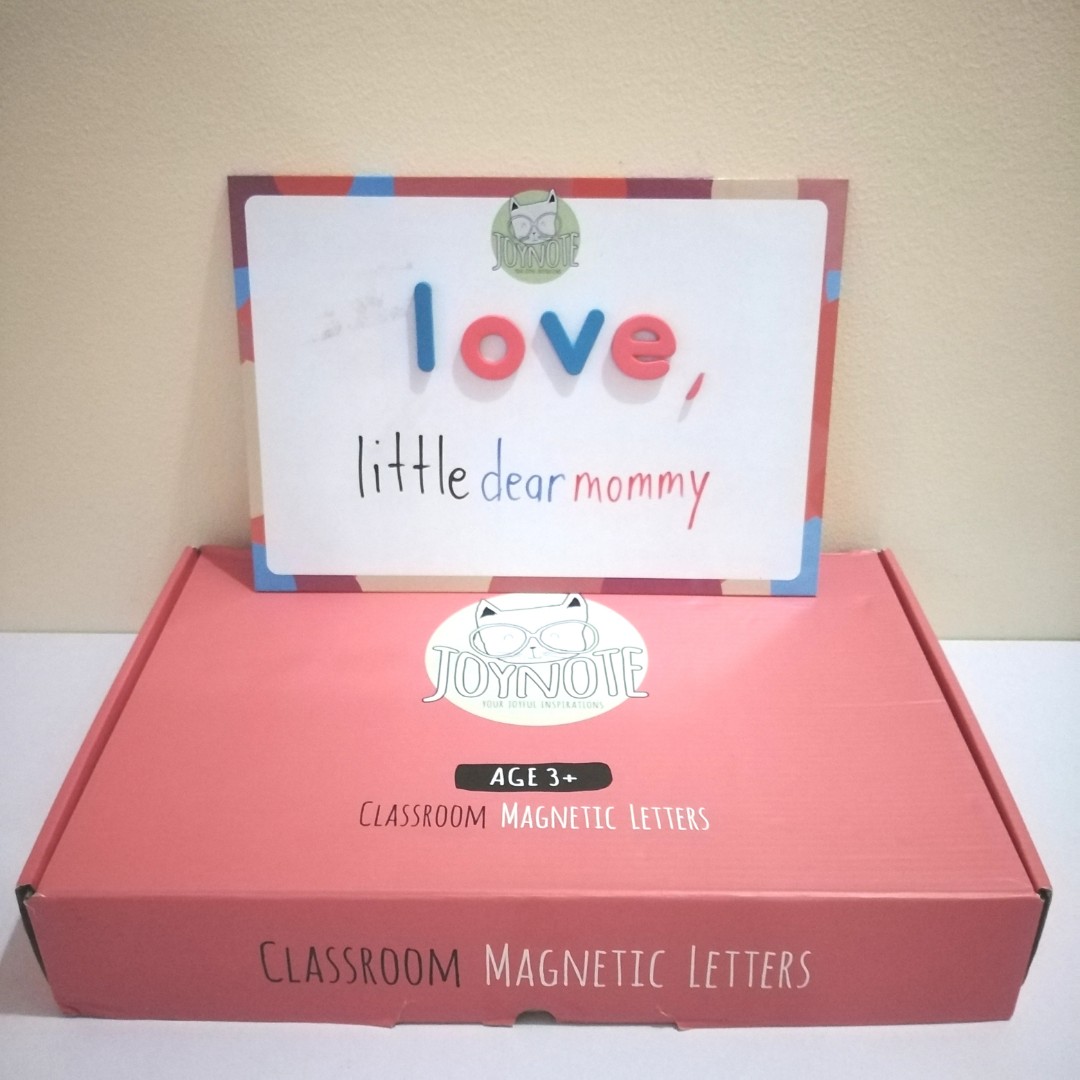 JOYNOTE
love,
little dear mommy
JOYNOTE
YOUR JOYFUL INSPIRATIONS
AGE 3+
CLASSROOM MAGNETIC LETTERS
CLASSROOM MAGNETIC LETTERS